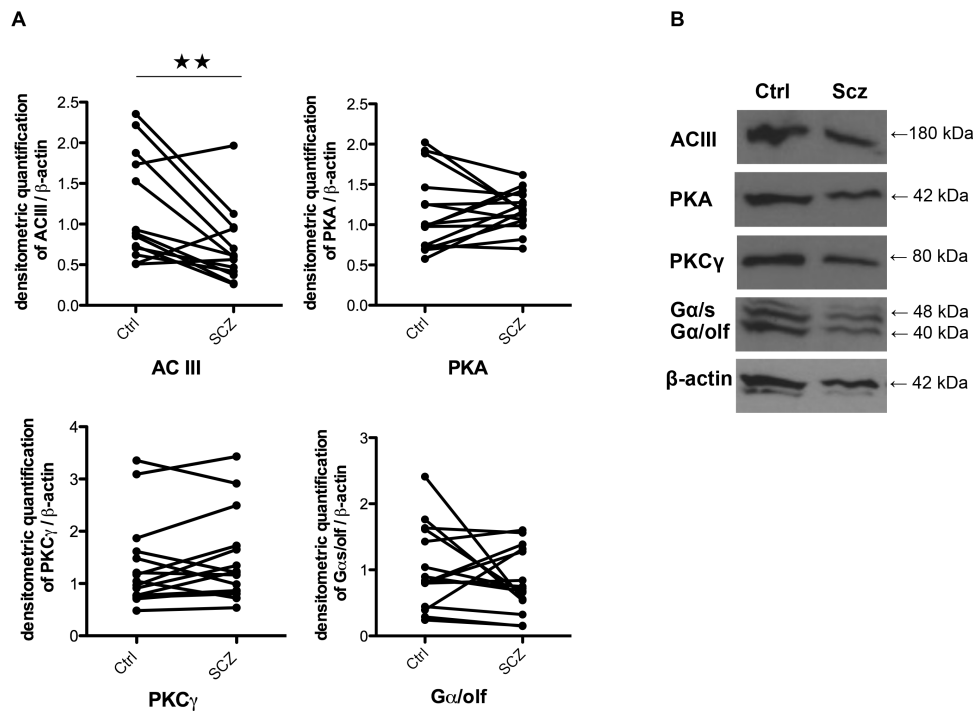 A
B
★★
densitometric quantification
of ACIII / β-actin
2.5
2.0
1.5
1.0
0.5
0.0
Ctrl
SCZ
AC III
densitometric quantification
of PKA / β-actin
2.5
2.0
1.5
1.0
0.5
0.0
Ctrl
SCZ
PKA
densitometric quantification
of PKCγ / β-actin
4
3
2
1
0
Ctrl
SCZ
PKCγ
densitometric quantification
of Gαs/olf / β-actin
3
2
1
0
Ctrl
SCZ
Gα/olf
Ctrl Scz
ACIII ←180 kDa
PKA ← 42 kDa
PKCγ ← 80 kDa
Gα/s ← 48 kDa
Gα/olf ← 40 kDa
β-actin ← 42 kDa